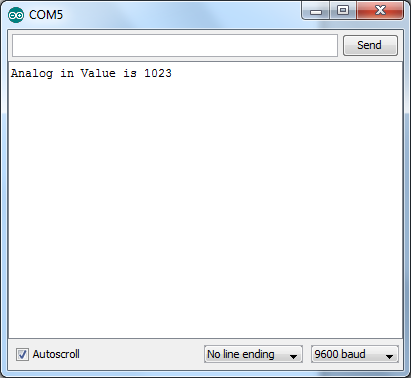 COM5
Send
Analog in Value is 1023
Autoscroll
No line ending
9600 baud